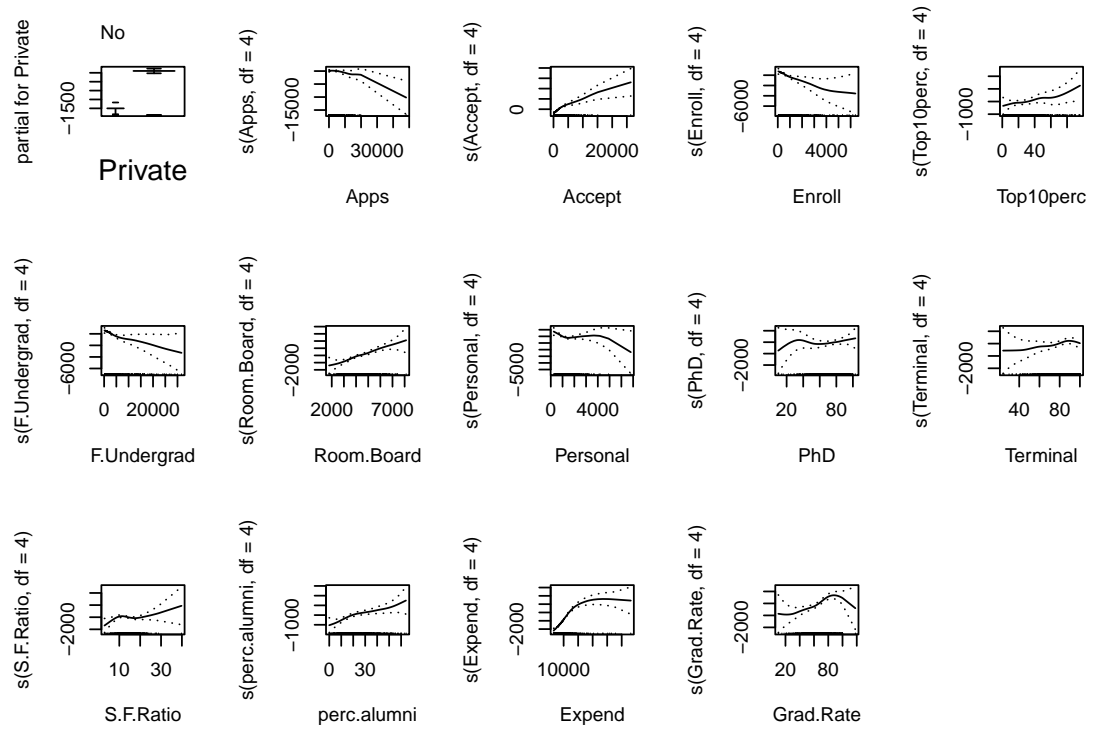 partial for Private
−1500
No
Private
s(Apps, df = 4)
−15000
0 30000
Apps
s(Accept, df = 4)
0
0 20000
Accept
s(Enroll, df = 4)
−6000
0 4000
Enroll
s(Top10perc, df = 4)
−1000
0 40
Top10perc
s(F.Undergrad, df = 4)
−6000
0 20000
F.Undergrad
s(Room.Board, df = 4)
−2000
2000 7000
Room.Board
s(Personal, df = 4)
−5000
0 4000
Personal
s(PhD, df = 4)
−2000
20 80
PhD
s(Terminal, df = 4)
−2000
40 80
Terminal
s(S.F.Ratio, df = 4)
−2000
10 30
S.F.Ratio
s(perc.alumni, df = 4)
−1000
0 30
perc.alumni
s(Expend, df = 4)
−2000
10000
Expend
s(Grad.Rate, df = 4)
−2000
20 80
Grad.Rate